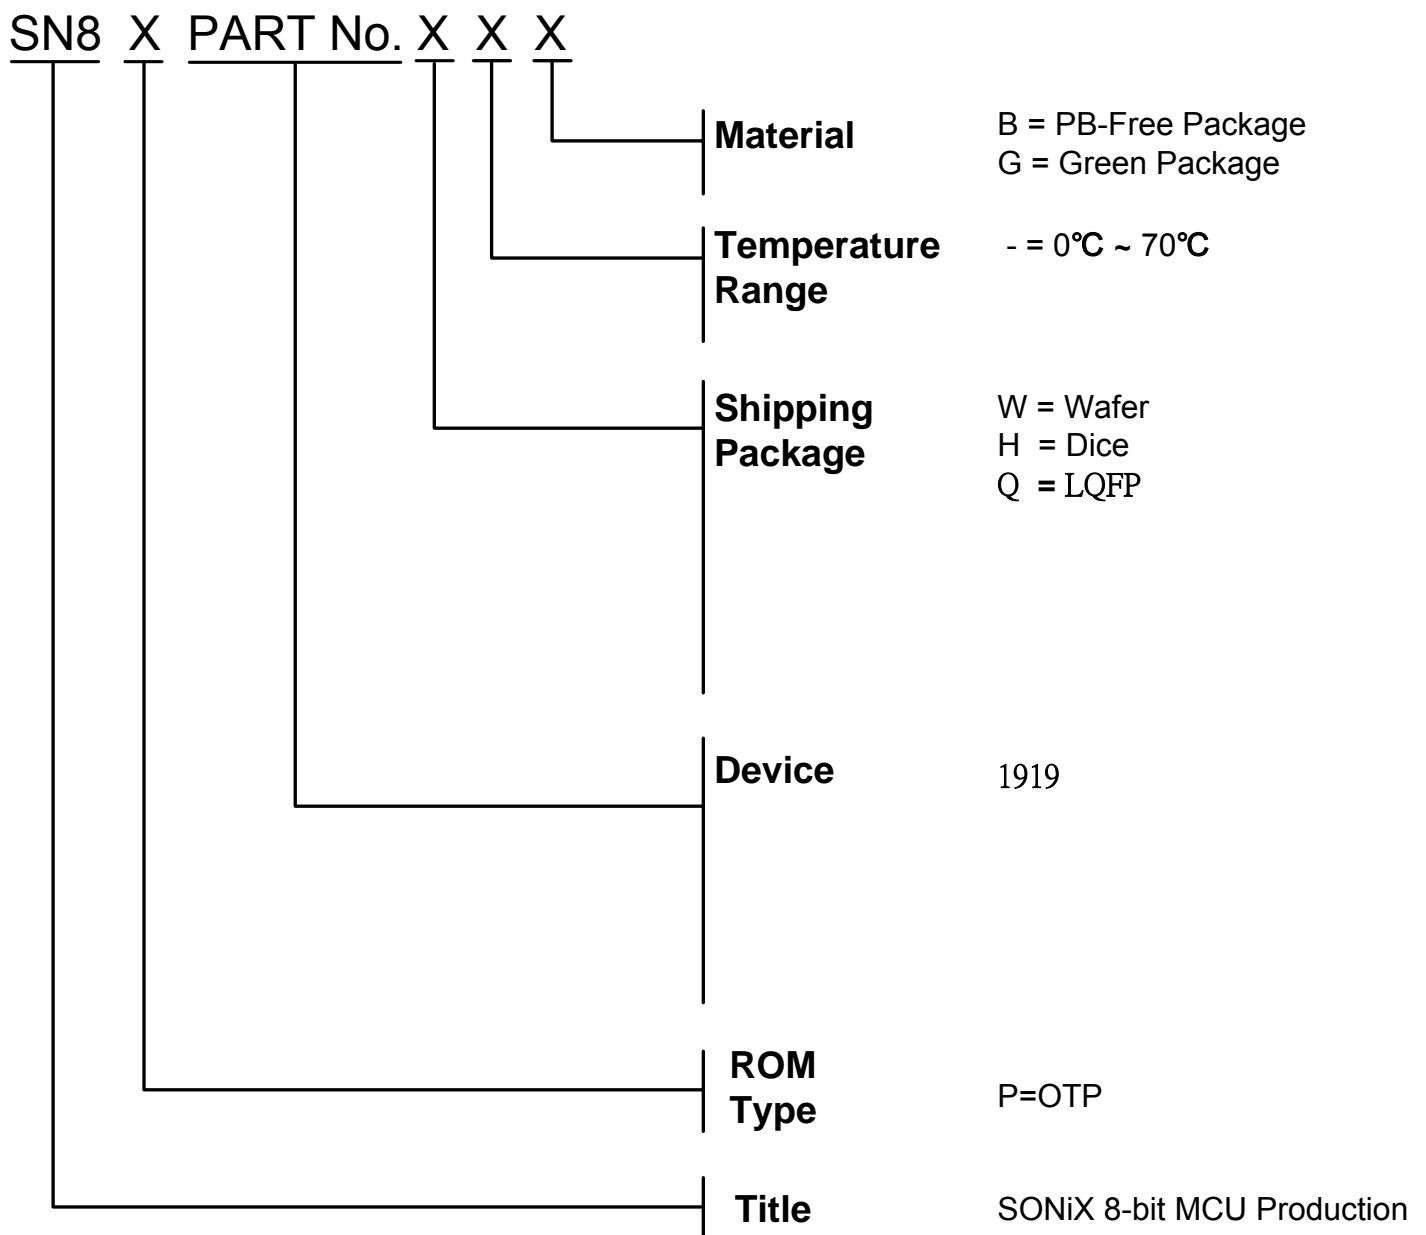 SN8 X PART No. X X X
Material B = PB-Free Package
G = Green Package
Temperature - = 0℃ ~ 70℃
Range
Shipping W = Wafer
Package H = Dice
Q = LQFP
Device 1919
ROM
Type P=OTP
Title SONiX 8-bit MCU Production